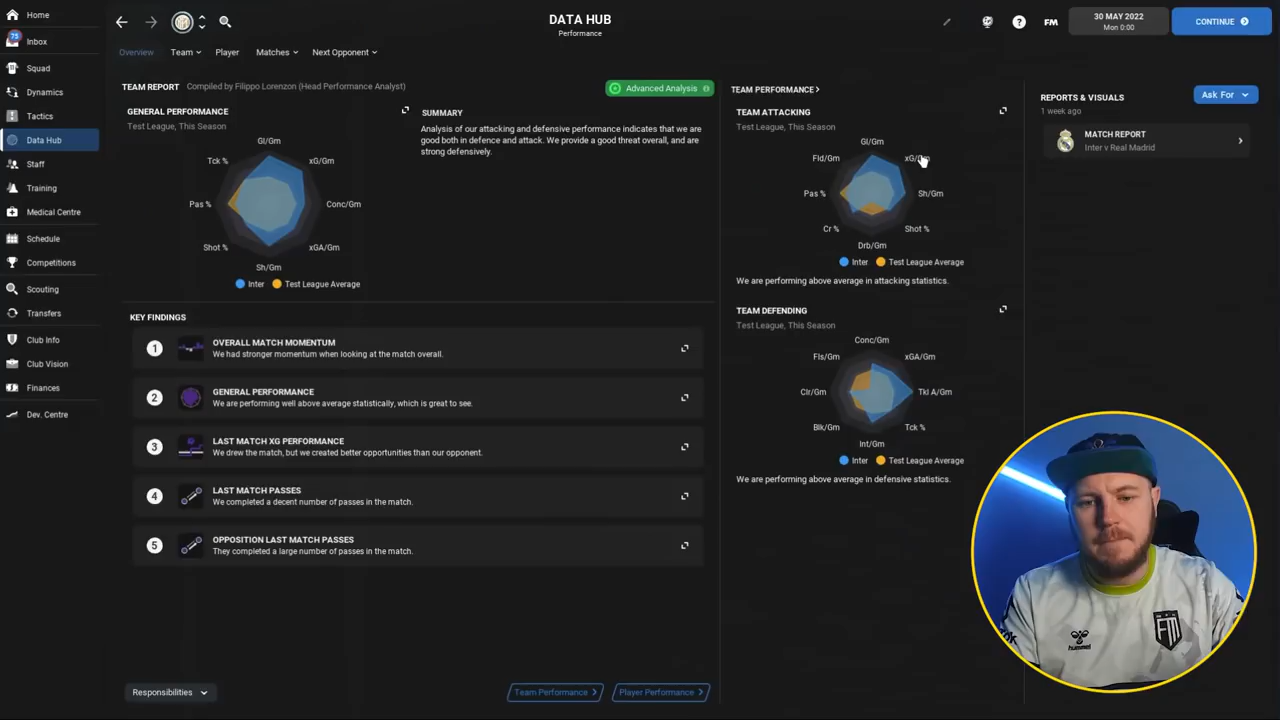 Home
75
Inbox
Squad
Dynamics
Tactics
Data Hub
Staff
Training
Medical Centre
Schedule
Competitions
Scouting
Transfers
Club Info
Club Vision
Finances
Dev. Centre
DATA HUB
Performance
?
FM
30 MAY 2022
Mon 0:00
CONTINUE
Overview
Team
Player
Matches
Next Opponent
TEAM REPORT Compiled by Filippo Lorenzon (Head Performance Analyst)
Advanced Analysis
GENERAL PERFORMANCE
Test League, This Season
Gl/Gm
Tck %
xG/Gm
Pas %
Conc/Gm
Shot %
xGA/Gm
Sh/Gm
Inter
Test League Average
SUMMARY
Analysis of our attacking and defensive performance indicates that we are
good both in defence and attack. We provide a good threat overall, and are
strong defensively.
KEY FINDINGS
1
OVERALL MATCH MOMENTUM
We had stronger momentum when looking at the match overall.
2
GENERAL PERFORMANCE
We are performing well above average statistically, which is great to see.
3
LAST MATCH XG PERFORMANCE
We drew the match, but we created better opportunities than our opponent.
4
LAST MATCH PASSES
We completed a decent number of passes in the match.
5
OPPOSITION LAST MATCH PASSES
They completed a large number of passes in the match.
Responsibilities
Team Performance
Player Performance
TEAM PERFORMANCE
TEAM ATTACKING
Test League, This Season
Gl/Gm
Fld/Gm
xG/Gm
Pas %
Sh/Gm
Cr %
Shot %
Drb/Gm
Inter
Test League Average
We are performing above average in attacking statistics.
TEAM DEFENDING
Test League, This Season
Conc/Gm
Fls/Gm
xGA/Gm
Clr/Gm
Tkl A/Gm
Blk/Gm
Tck %
Int/Gm
Inter
Test League Average
We are performing above average in defensive statistics.
REPORTS & VISUALS
1 week ago
Ask For
MATCH REPORT
Inter v Real Madrid
FM
hummel